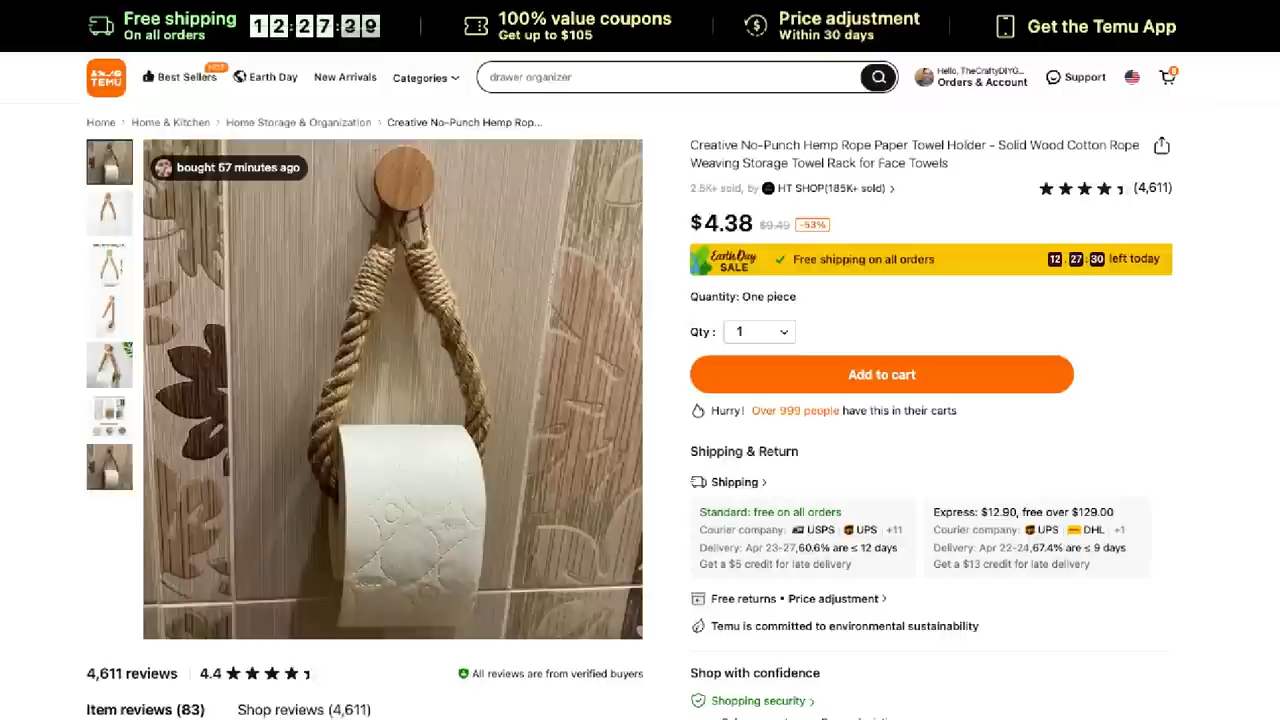 Free shipping
On all orders
12:27:39
100% value coupons
Get up to $105
Price adjustment
Within 30 days
Get the Temu App
TEMU
Best Sellers
HOT
Earth Day
New Arrivals
Categories
drawer organizer
Hello, TheCraftyDIYG...
Orders & Account
Support
Home > Home & Kitchen > Home Storage & Organization > Creative No-Punch Hemp Rop...
bought 57 minutes ago
Creative No-Punch Hemp Rope Paper Towel Holder - Solid Wood Cotton Rope
Weaving Storage Towel Rack for Face Towels
2.5K+ sold, by HT SHOP(185K+ sold) >
(4,611)
$4.38 $9.49 -53%
Earth Day
SALE
Free shipping on all orders
12 : 27 : 30 left today
Quantity: One piece
Qty : 1
Add to cart
Hurry! Over 999 people have this in their carts
Shipping & Return
Shipping >
Standard: free on all orders
Courier company: USPS UPS +11
Delivery: Apr 23-27, 60.6% are ≤ 12 days
Get a $5 credit for late delivery
Express: $12.90, free over $129.00
Courier company: UPS DHL +1
Delivery: Apr 22-24, 67.4% are ≤ 9 days
Get a $13 credit for late delivery
Free returns • Price adjustment >
Temu is committed to environmental sustainability
4,611 reviews
4.4
All reviews are from verified buyers
Item reviews (83)
Shop reviews (4,611)
Shop with confidence
Shopping security >